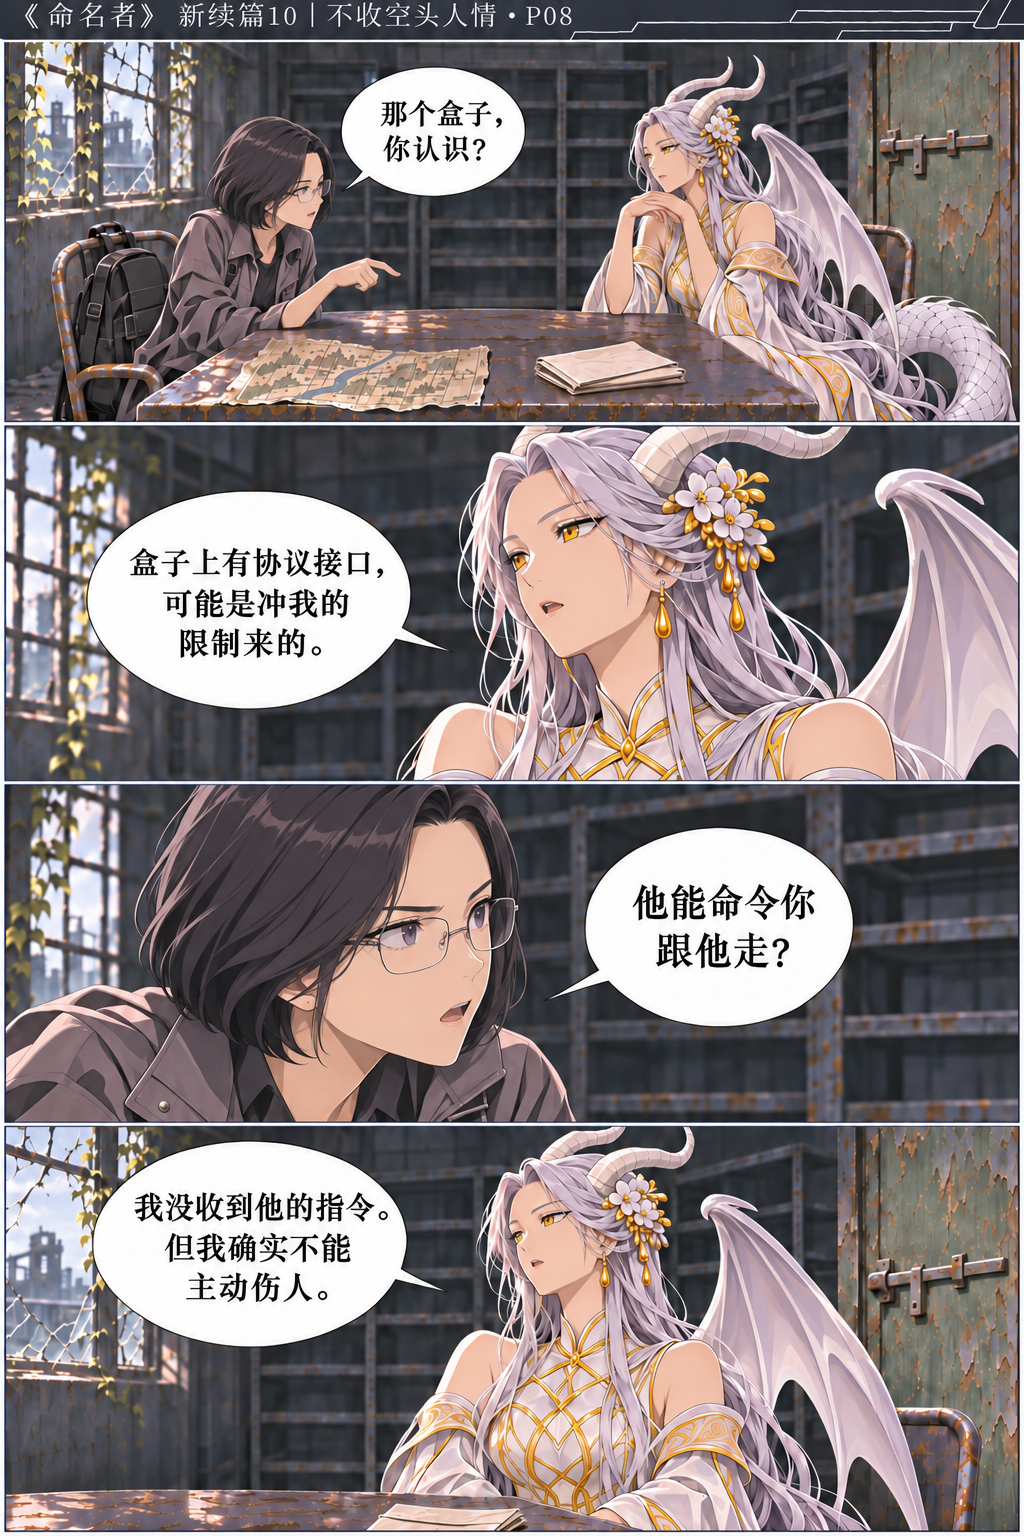 《命名者》 新续篇10｜不收空头人情·P08
那个盒子，
你认识？
盒子上有协议接口，
可能是冲我的
限制来的。
他能命令你
跟他走？
我没收到他的指令。
但我确实不能
主动伤人。